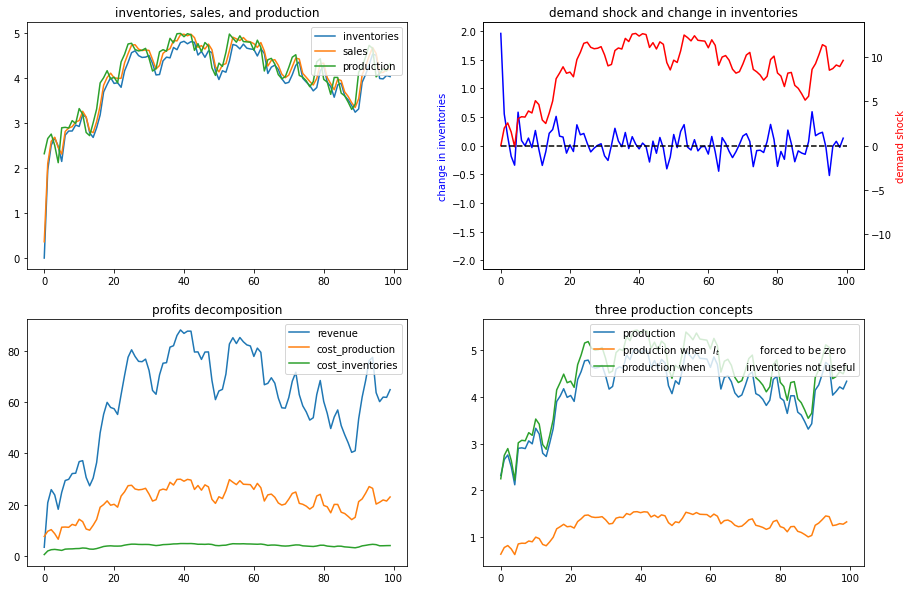 inventories, sales, and production
inventories
sales
production
5
4
3
2
1
0
0 20 40 60 80 100
demand shock and change in inventories
change in inventories
2.0
1.5
1.0
0.5
0.0
−0.5
−1.0
−1.5
−2.0
10
5
0
−5
−10
demand shock
0 20 40 60 80 100
profits decomposition
revenue
cost_production
cost_inventories
80
60
40
20
0
0 20 40 60 80 100
three production concepts
production
production when $I_t$ forced to be zero
production when inventories not useful
5
4
3
2
1
0 20 40 60 80 100